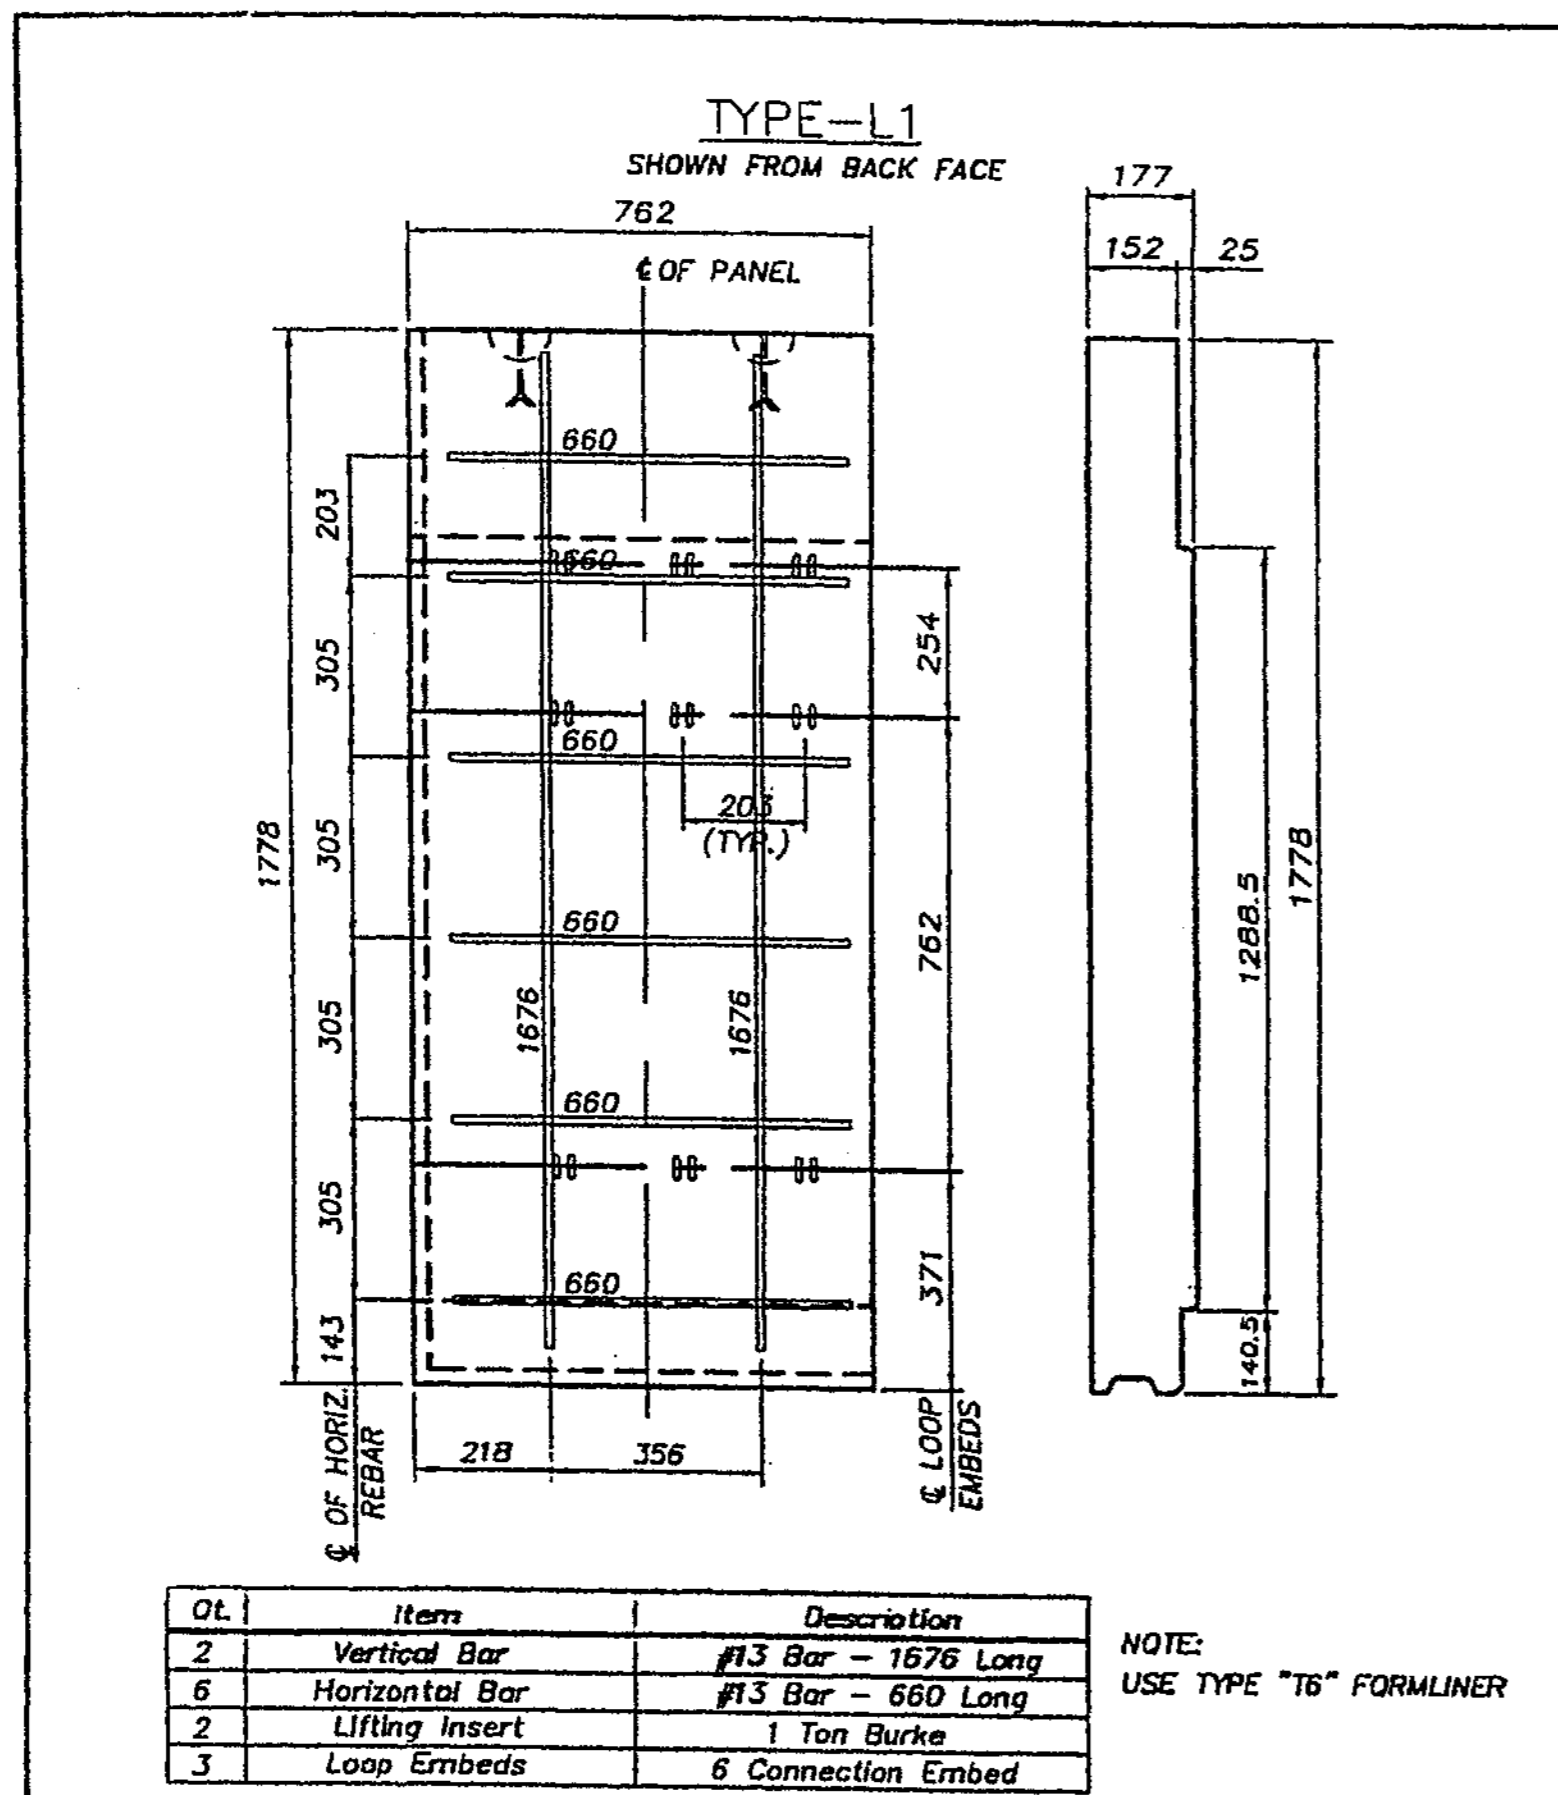 TYPE-L1
SHOWN FROM BACK FACE
762
177
152 25
℄ OF PANEL
660
203
660
305
254
660
203
(TYP.)
305
1778
660
762
1288.5
1778
1676
1676
305
660
305
371
660
143
140.5
218 356
℄ OF HORIZ.
REBAR
℄ LOOP
EMBEDS
Qt. Item Description
2 Vertical Bar #13 Bar - 1676 Long
6 Horizontal Bar #13 Bar - 660 Long
2 Lifting Insert 1 Ton Burke
3 Loop Embeds 6 Connection Embed
NOTE:
USE TYPE "T6" FORMLINER